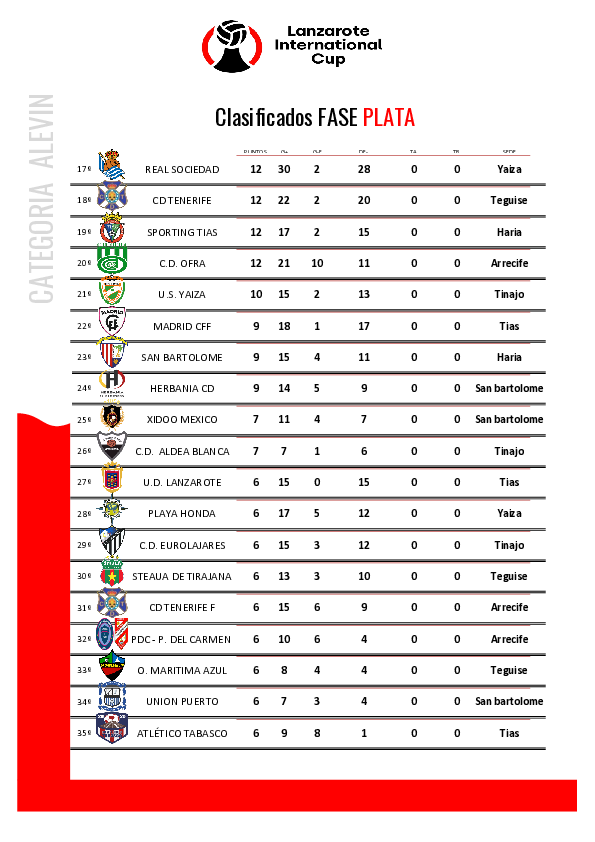 Lanzarote
International
Cup
CATEGORIA ALEVIN
Clasificados FASE PLATA
PUNTOS G+ G-E DE- TA TR SEDE
17º REAL SOCIEDAD 12 30 2 28 0 0 Yaiza
18º CD TENERIFE 12 22 2 20 0 0 Teguise
19º SPORTING TIAS 12 17 2 15 0 0 Haria
20º C.D. OFRA 12 21 10 11 0 0 Arrecife
21º U.S. YAIZA 10 15 2 13 0 0 Tinajo
22º MADRID CFF 9 18 1 17 0 0 Tias
23º SAN BARTOLOME 9 15 4 11 0 0 Haria
24º HERBANIA CD 9 14 5 9 0 0 San bartolome
25º XIDOO MEXICO 7 11 4 7 0 0 San bartolome
26º C.D. ALDEA BLANCA 7 7 1 6 0 0 Tinajo
27º U.D. LANZAROTE 6 15 0 15 0 0 Tias
28º PLAYA HONDA 6 17 5 12 0 0 Yaiza
29º C.D. EUROLAJARES 6 15 3 12 0 0 Tinajo
30º STEAUA DE TIRAJANA 6 13 3 10 0 0 Teguise
31º CD TENERIFE F 6 15 6 9 0 0 Arrecife
32º PDC - P. DEL CARMEN 6 10 6 4 0 0 Arrecife
33º O. MARITIMA AZUL 6 8 4 4 0 0 Teguise
34º UNION PUERTO 6 7 3 4 0 0 San bartolome
35º ATLÉTICO TABASCO 6 9 8 1 0 0 Tias